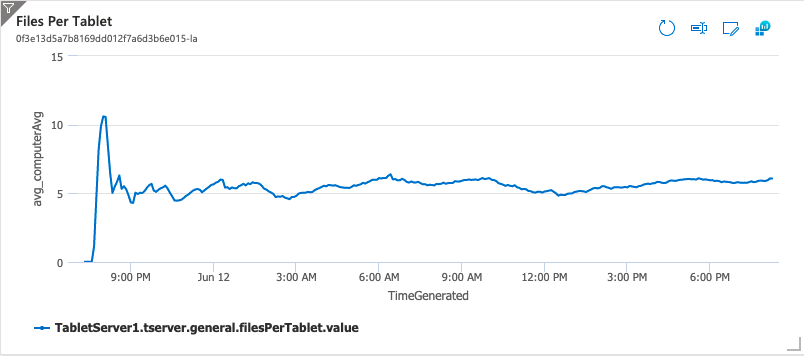 Files Per Tablet
0f3e13d5a7b8169dd012f7a6d3b6e015-la
15
10
5
0
avg_computerAvg
9:00 PM
Jun 12
3:00 AM
6:00 AM
9:00 AM
12:00 PM
3:00 PM
6:00 PM
TimeGenerated
TabletServer1.tserver.general.filesPerTablet.value